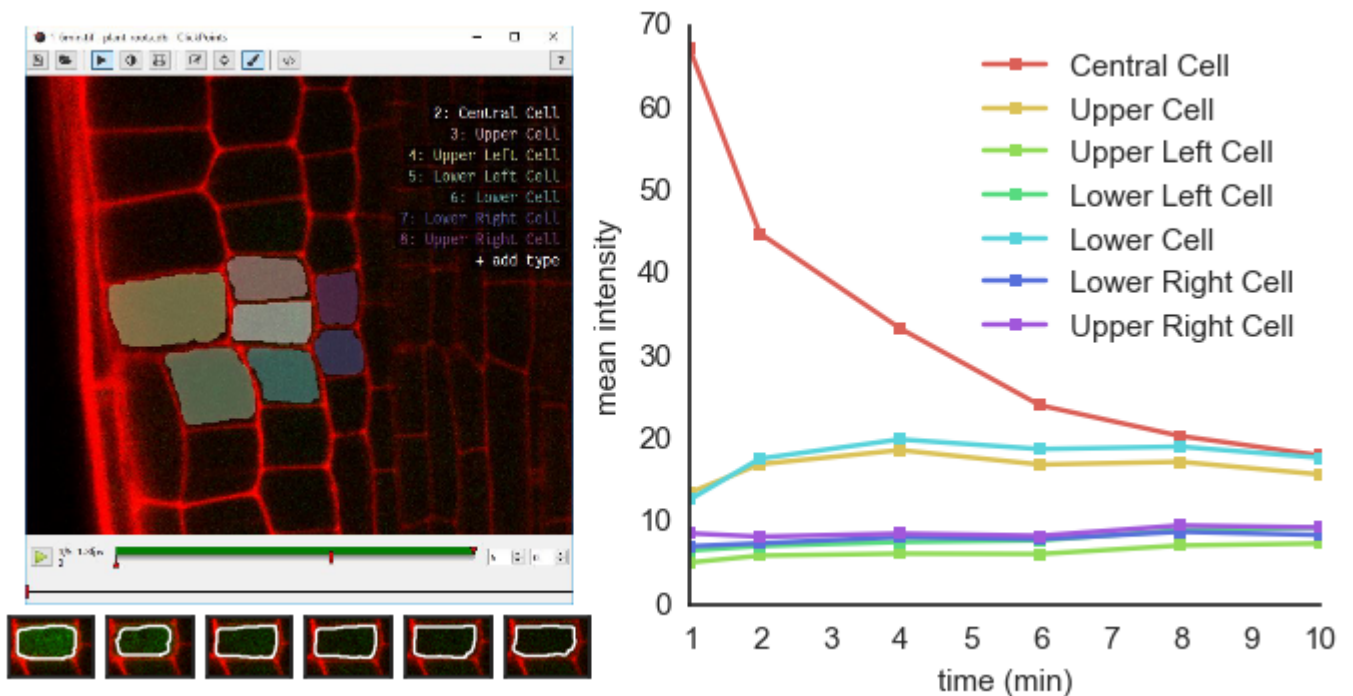 plant_root.cdb - ClickPoints
?
2: Central Cell
3: Upper Cell
4: Upper Left Cell
5: Lower Left Cell
6: Lower Cell
7: Lower Right Cell
8: Upper Right Cell
+ add type
70
60
50
40
30
20
10
0
mean intensity
1 2 3 4 5 6 7 8 9 10
time (min)
Central Cell
Upper Cell
Upper Left Cell
Lower Left Cell
Lower Cell
Lower Right Cell
Upper Right Cell